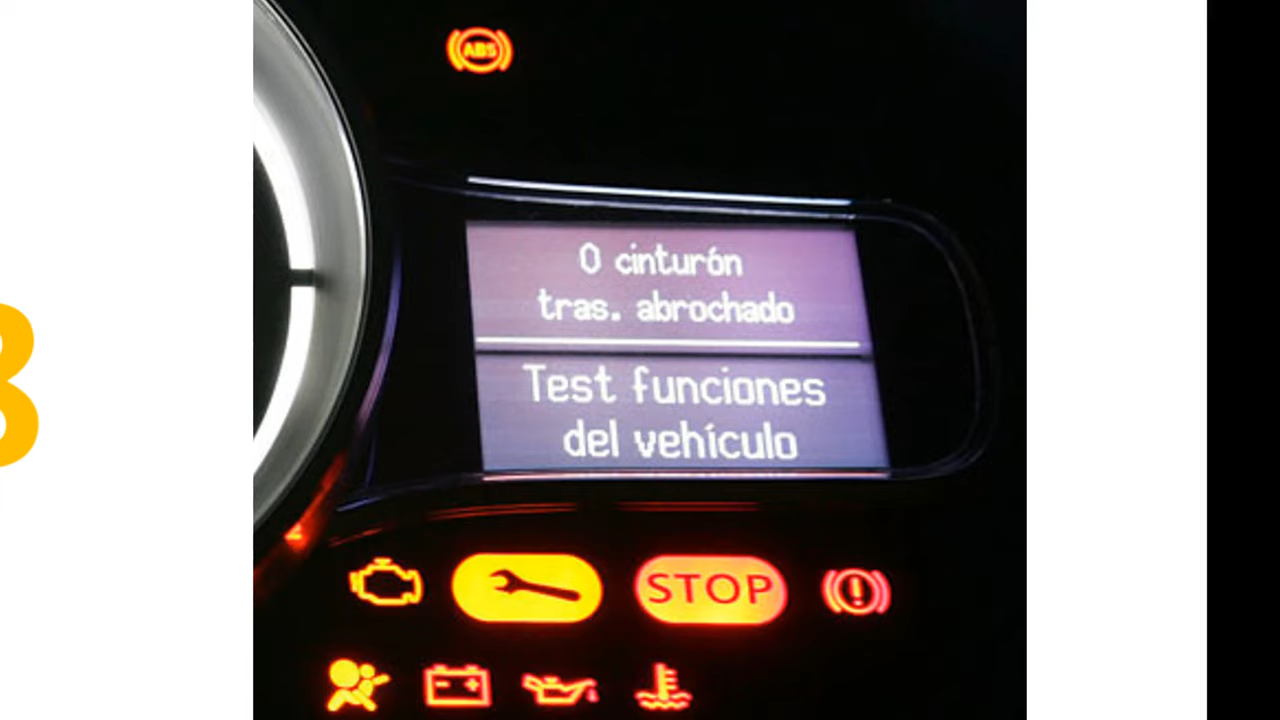 ABS
0 cinturón
tras. abrochado
Test funciones
del vehículo
STOP